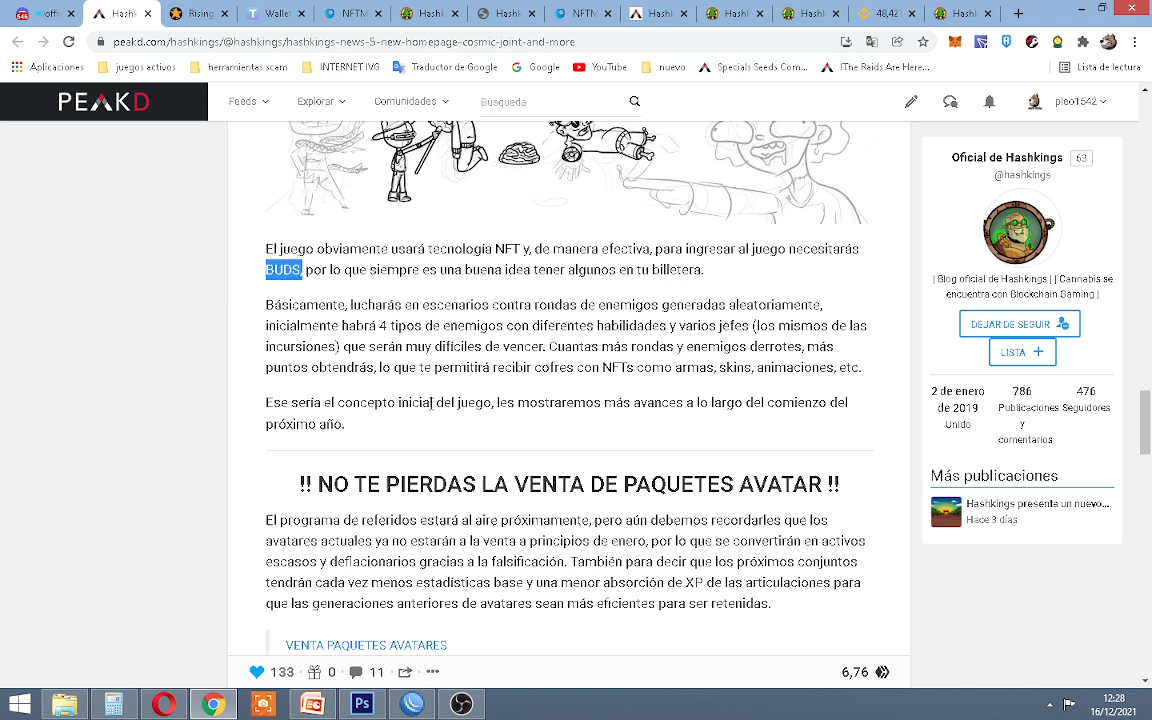 Hashk
Rising
Wallet
NFTM
Hashk
Hashk
NFTM
Hashk
Hashk
Hashk
48,42
Hashk
peakd.com/hashkings/@hashkings/hashkings-news-5-new-homepage-cosmic-joint-and-more
Aplicaciones
juegos activos
herramientas scam
INTERNET IVG
Traductor de Google
Google
YouTube
nuevo
Specials Seeds Com...
!The Raids Are Here...
Lista de lectura
PEAKD
Feeds
Explorar
Comunidades
Búsqueda
pleo1542
El juego obviamente usará tecnología NFT y, de manera efectiva, para ingresar al juego necesitarás
BUDS, por lo que siempre es una buena idea tener algunos en tu billetera.
Básicamente, lucharás en escenarios contra rondas de enemigos generadas aleatoriamente,
inicialmente habrá 4 tipos de enemigos con diferentes habilidades y varios jefes (los mismos de las
incursiones) que serán muy difíciles de vencer. Cuantas más rondas y enemigos derrotes, más
puntos obtendrás, lo que te permitirá recibir cofres con NFTs como armas, skins, animaciones, etc.
Ese sería el concepto inicial del juego, les mostraremos más avances a lo largo del comienzo del
próximo año.
!! NO TE PIERDAS LA VENTA DE PAQUETES AVATAR !!
El programa de referidos estará al aire próximamente, pero aún debemos recordarles que los
avatares actuales ya no estarán a la venta a principios de enero, por lo que se convertirán en activos
escasos y deflacionarios gracias a la falsificación. También para decir que los próximos conjuntos
tendrán cada vez menos estadísticas base y una menor absorción de XP de las articulaciones para
que las generaciones anteriores de avatares sean más eficientes para ser retenidas.
VENTA PAQUETES AVATARES
133 · 0 · 11
6,76
Oficial de Hashkings 63
@hashkings
| Blog oficial de Hashkings | | Cannabis se
encuentra con Blockchain Gaming |
DEJAR DE SEGUIR
LISTA
2 de enero
de 2019
Unido
786
Publicaciones
y
comentarios
476
Seguidores
Más publicaciones
Hashkings presenta un nuevo...
Hace 3 días
12:28
16/12/2021